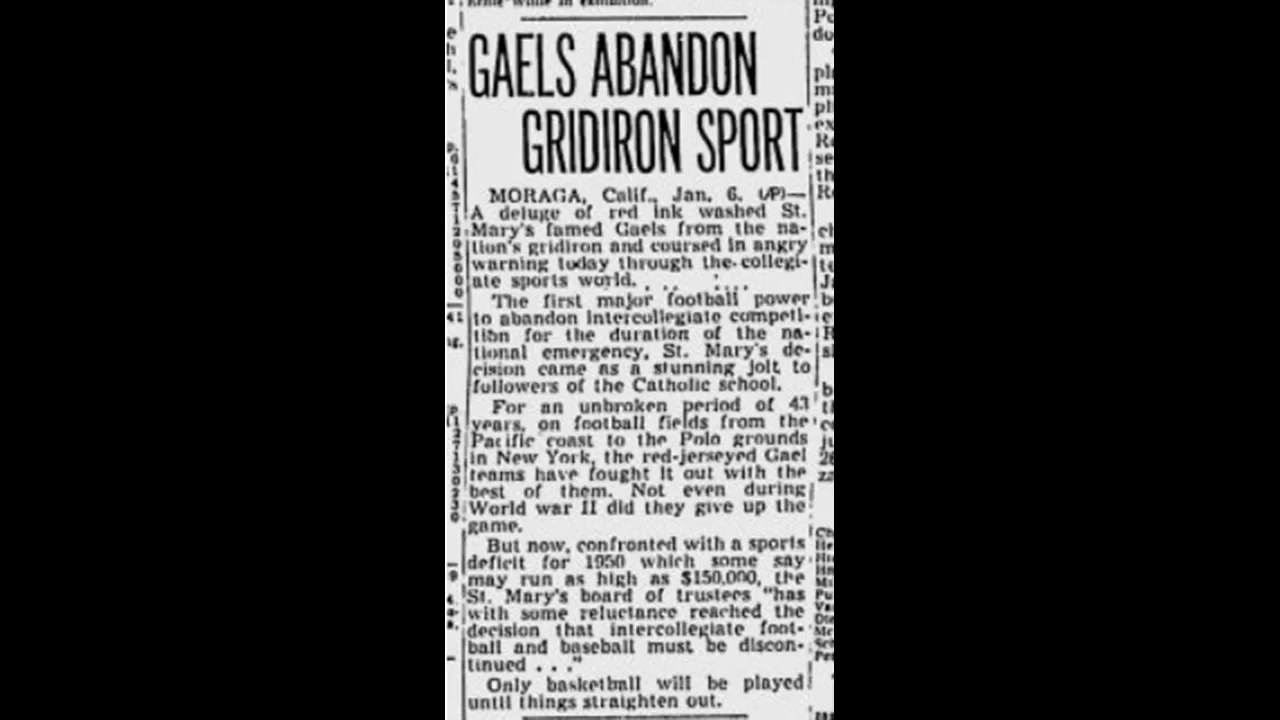 GAELS ABANDON
GRIDIRON SPORT
MORAGA, Calif., Jan. 6. (AP)—
A deluge of red ink washed St.
Mary's famed Gaels from the na-
tion's gridiron and coursed in angry
warning today through the collegi-
ate sports world. . . .
The first major football power
to abandon intercollegiate competi-
tion for the duration of the na-
tional emergency, St. Mary's de-
cision came as a stunning jolt to
followers of the Catholic school.
For an unbroken period of 43
years, on football fields from the
Pacific coast to the Polo grounds
in New York, the red-jerseyed Gael
teams have fought it out with the
best of them. Not even during
World war II did they give up the
game.
But now, confronted with a sports
deficit for 1950 which some say
may run as high as $150,000, the
St. Mary's board of trustees "has
with some reluctance reached the
decision that intercollegiate foot-
ball and baseball must be discon-
tinued . . ."
Only basketball will be played
until things straighten out.